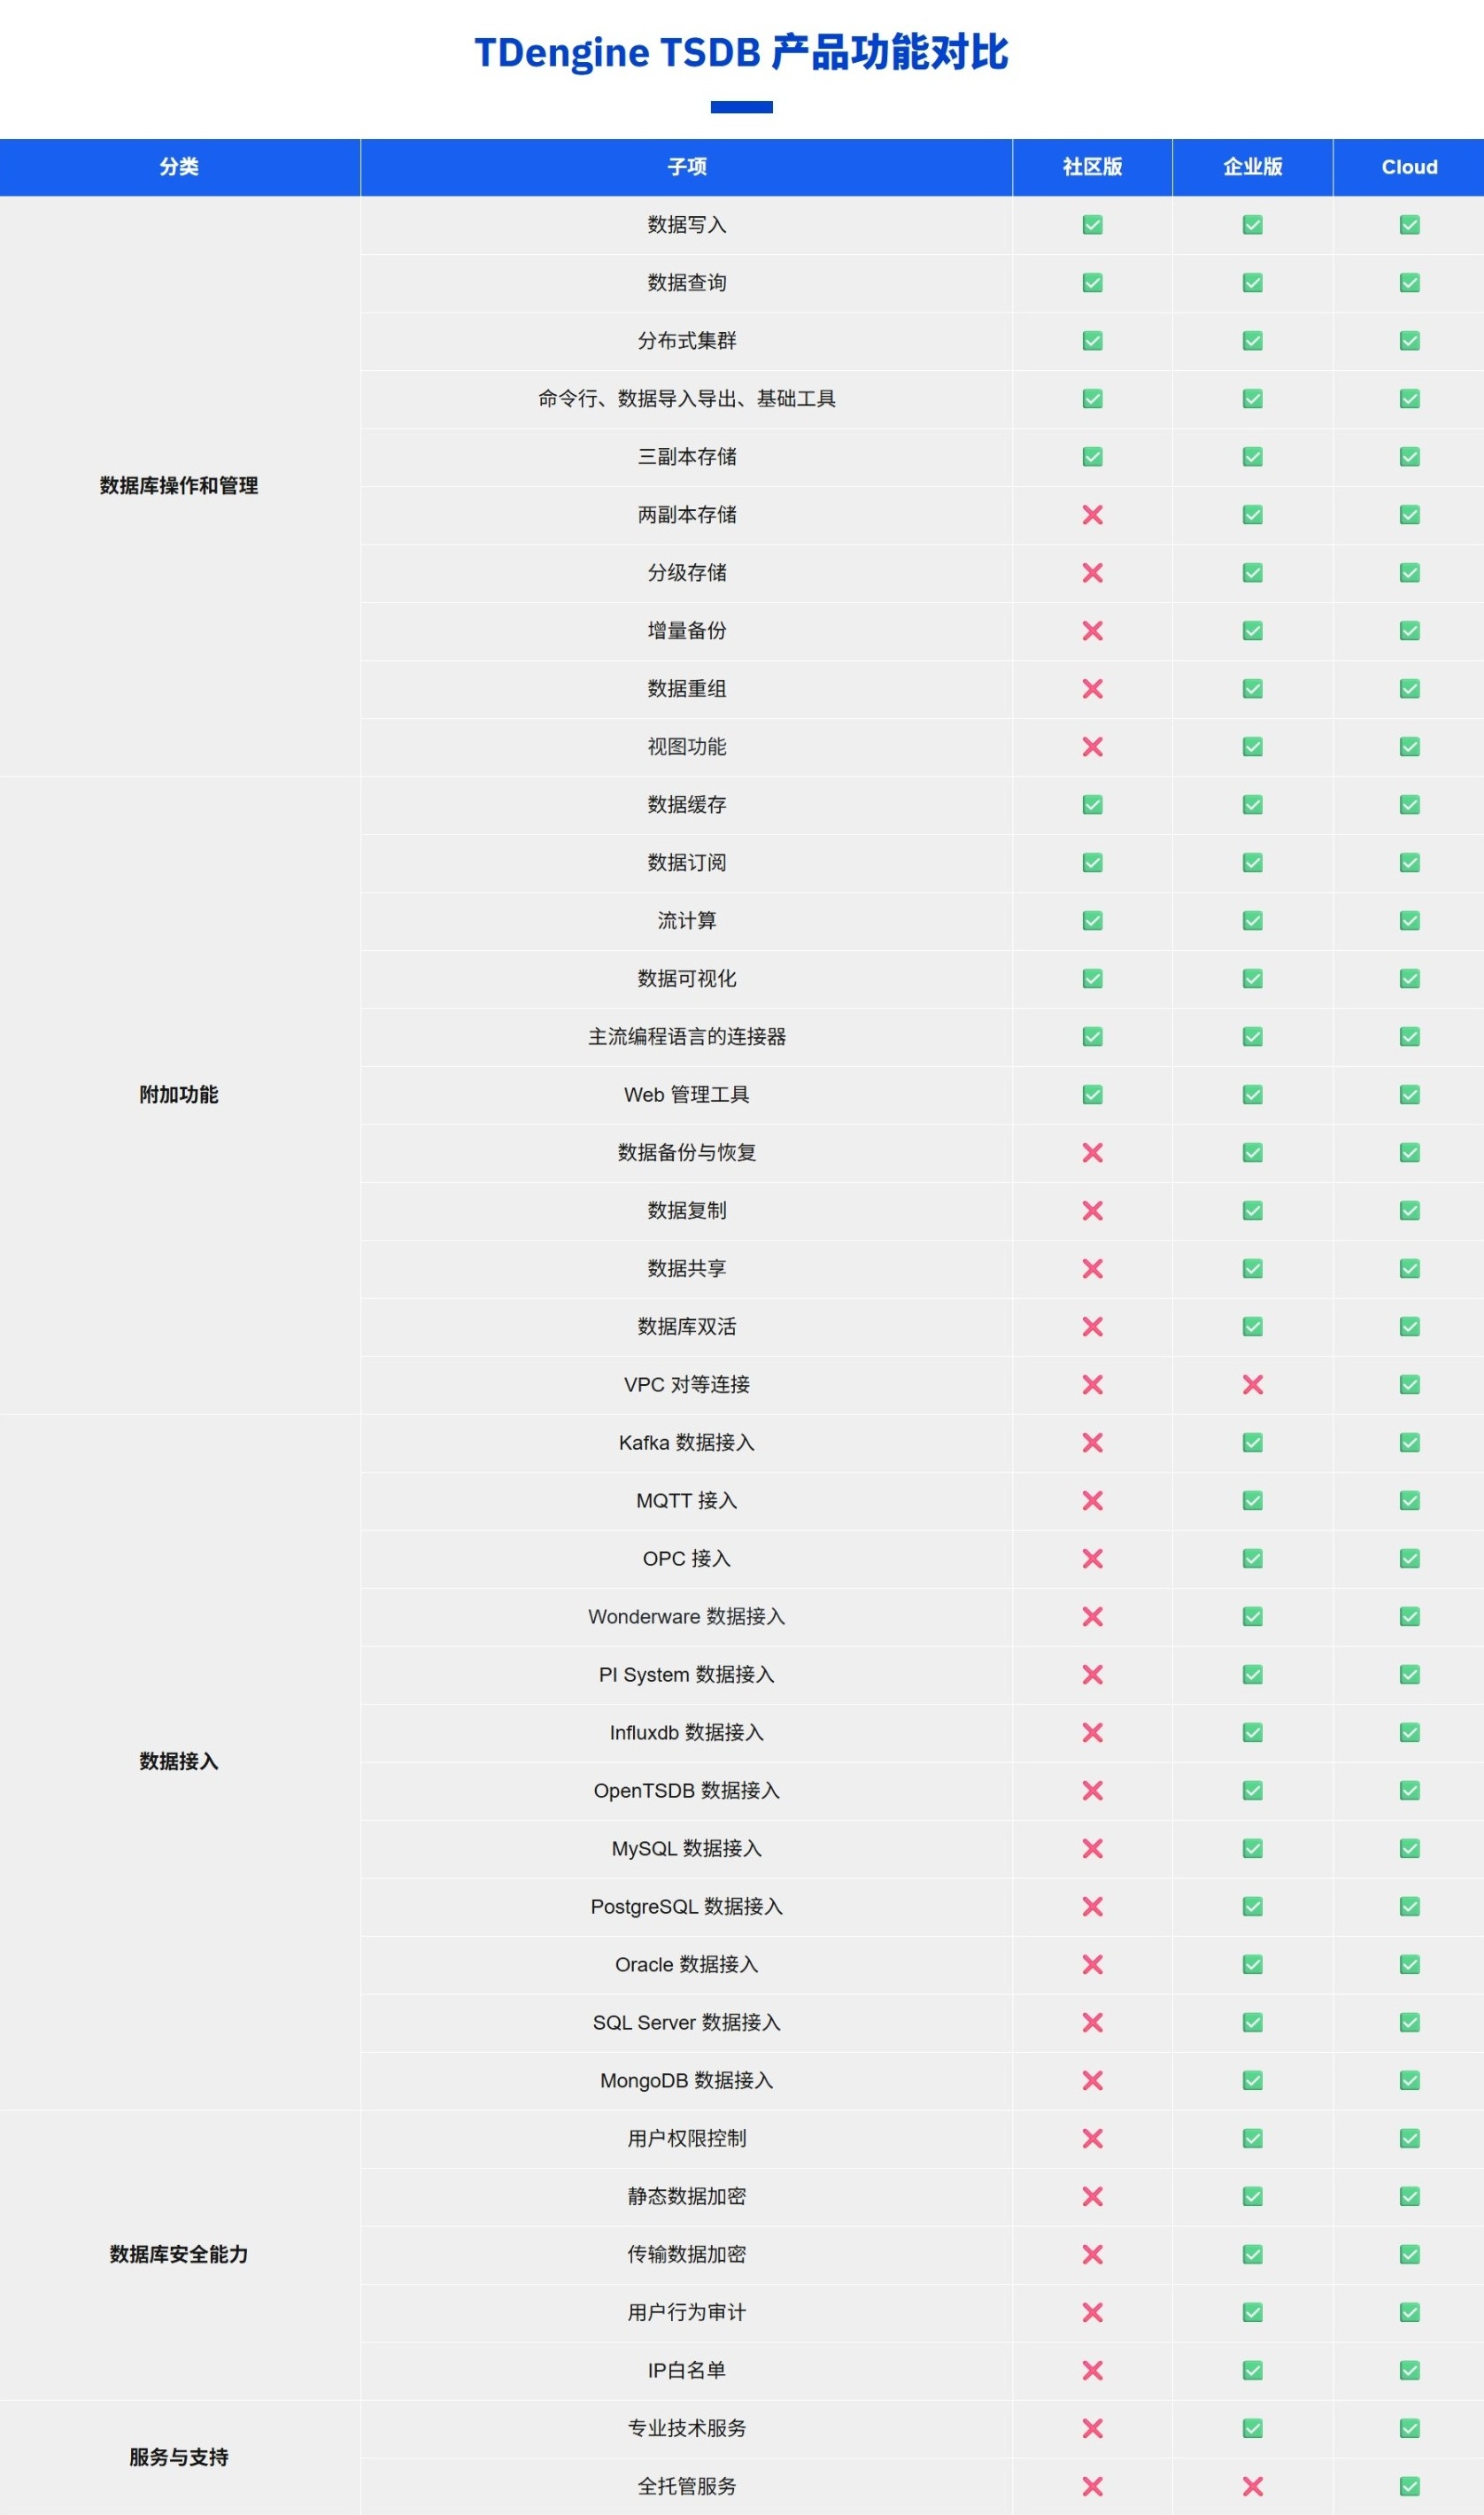 TDengine TSDB 产品功能对比
分类 子项 社区版 企业版 Cloud
数据库操作和管理
数据写入
数据查询
分布式集群
命令行、数据导入导出、基础工具
三副本存储
两副本存储
分级存储
增量备份
数据重组
视图功能
附加功能
数据缓存
数据订阅
流计算
数据可视化
主流编程语言的连接器
Web 管理工具
数据备份与恢复
数据复制
数据共享
数据库双活
VPC 对等连接
数据接入
Kafka 数据接入
MQTT 接入
OPC 接入
Wonderware 数据接入
PI System 数据接入
Influxdb 数据接入
OpenTSDB 数据接入
MySQL 数据接入
PostgreSQL 数据接入
Oracle 数据接入
SQL Server 数据接入
MongoDB 数据接入
数据库安全能力
用户权限控制
静态数据加密
传输数据加密
用户行为审计
IP白名单
服务与支持
专业技术服务
全托管服务